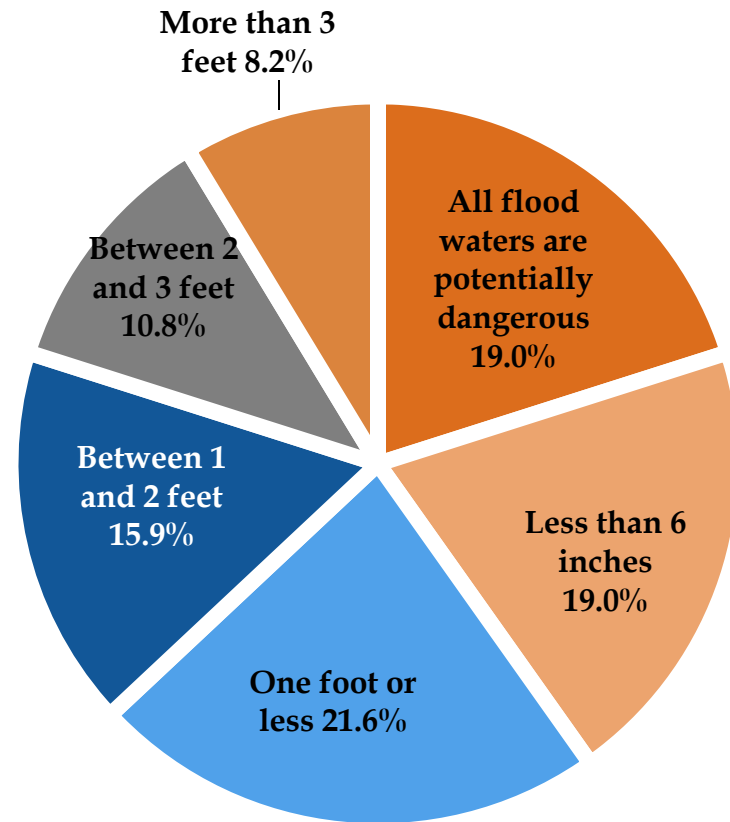 More than 3
feet 8.2%
All flood
waters are
potentially
dangerous
19.0%
Between 2
and 3 feet
10.8%
Between 1
and 2 feet
15.9%
Less than 6
inches
19.0%
One foot or
less 21.6%